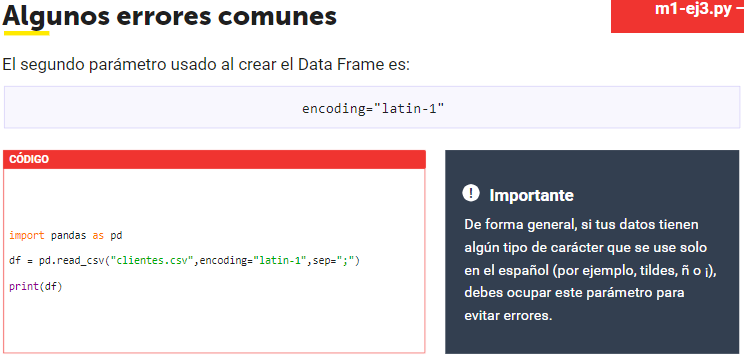 Algunos errores comunes
m1-ej3.py –
El segundo parámetro usado al crear el Data Frame es:
encoding="latin-1"
CÓDIGO
import pandas as pd
df = pd.read_csv("clientes.csv",encoding="latin-1",sep=";")
print(df)
Importante
De forma general, si tus datos tienen
algún tipo de carácter que se use solo
en el español (por ejemplo, tildes, ñ o ¡),
debes ocupar este parámetro para
evitar errores.